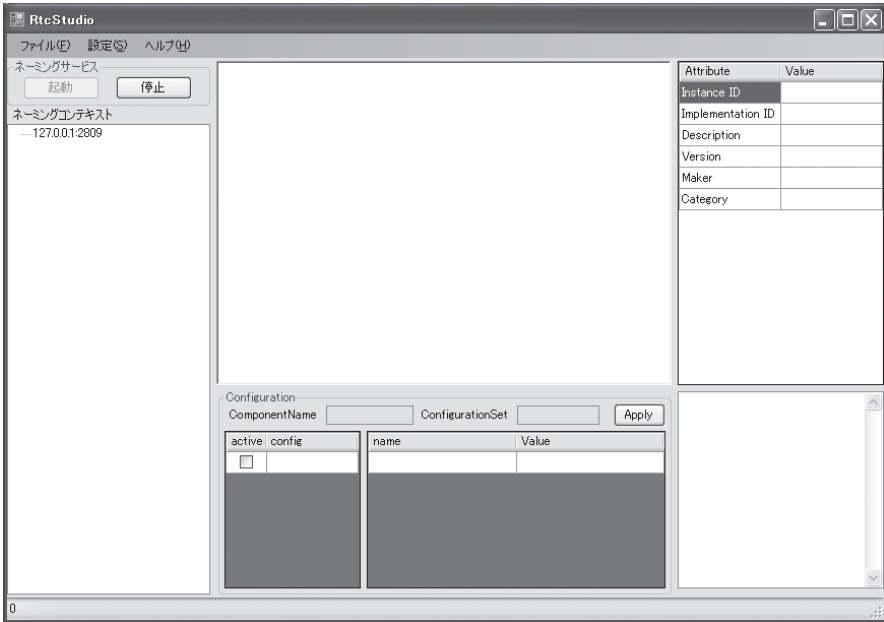 RtcStudio
ファイル(F) 設定(S) ヘルプ(H)
ネーミングサービス
起動 停止
ネーミングコンテキスト
127.0.0.1:2809
Attribute Value
Instance ID
Implementation ID
Description
Version
Maker
Category
Configuration
ComponentName ConfigurationSet Apply
active config name Value
0